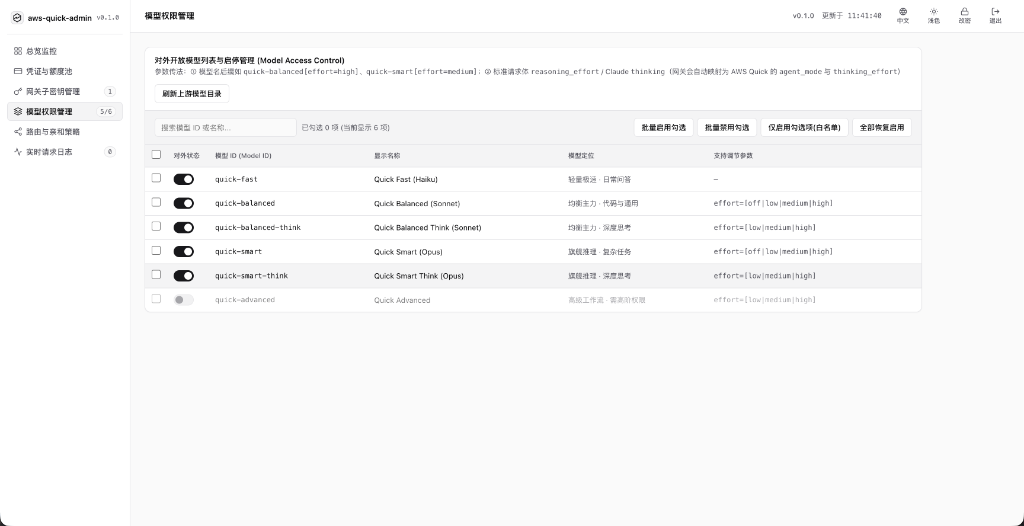 aws-quick-admin v0.1.0
总览监控
凭证与额度池
网关子密钥管理 1
模型权限管理 5/6
路由与亲和策略
实时请求日志 0
模型权限管理
v0.1.0 更新于 11:41:40
中文 浅色 改密 退出
对外开放模型列表与启停管理 (Model Access Control)
参数传法：① 模型名后缀如 quick-balanced[effort=high]、quick-smart[effort=medium]；② 标准请求体 reasoning_effort / Claude thinking（网关会自动映射为 AWS Quick 的 agent_mode 与 thinking_effort）
刷新上游模型目录
搜索模型 ID 或名称... 已勾选 0 项 (当前显示 6 项) 批量启用勾选 批量禁用勾选 仅启用勾选项(白名单) 全部恢复启用
对外状态 模型 ID (Model ID) 显示名称 模型定位 支持调节参数
quick-fast Quick Fast (Haiku) 轻量极速 · 日常问答 —
quick-balanced Quick Balanced (Sonnet) 均衡主力 · 代码与通用 effort=[off|low|medium|high]
quick-balanced-think Quick Balanced Think (Sonnet) 均衡主力 · 深度思考 effort=[low|medium|high]
quick-smart Quick Smart (Opus) 旗舰推理 · 复杂任务 effort=[off|low|medium|high]
quick-smart-think Quick Smart Think (Opus) 旗舰推理 · 深度思考 effort=[low|medium|high]
quick-advanced Quick Advanced 高级工作流 · 需高阶权限 effort=[low|medium|high]